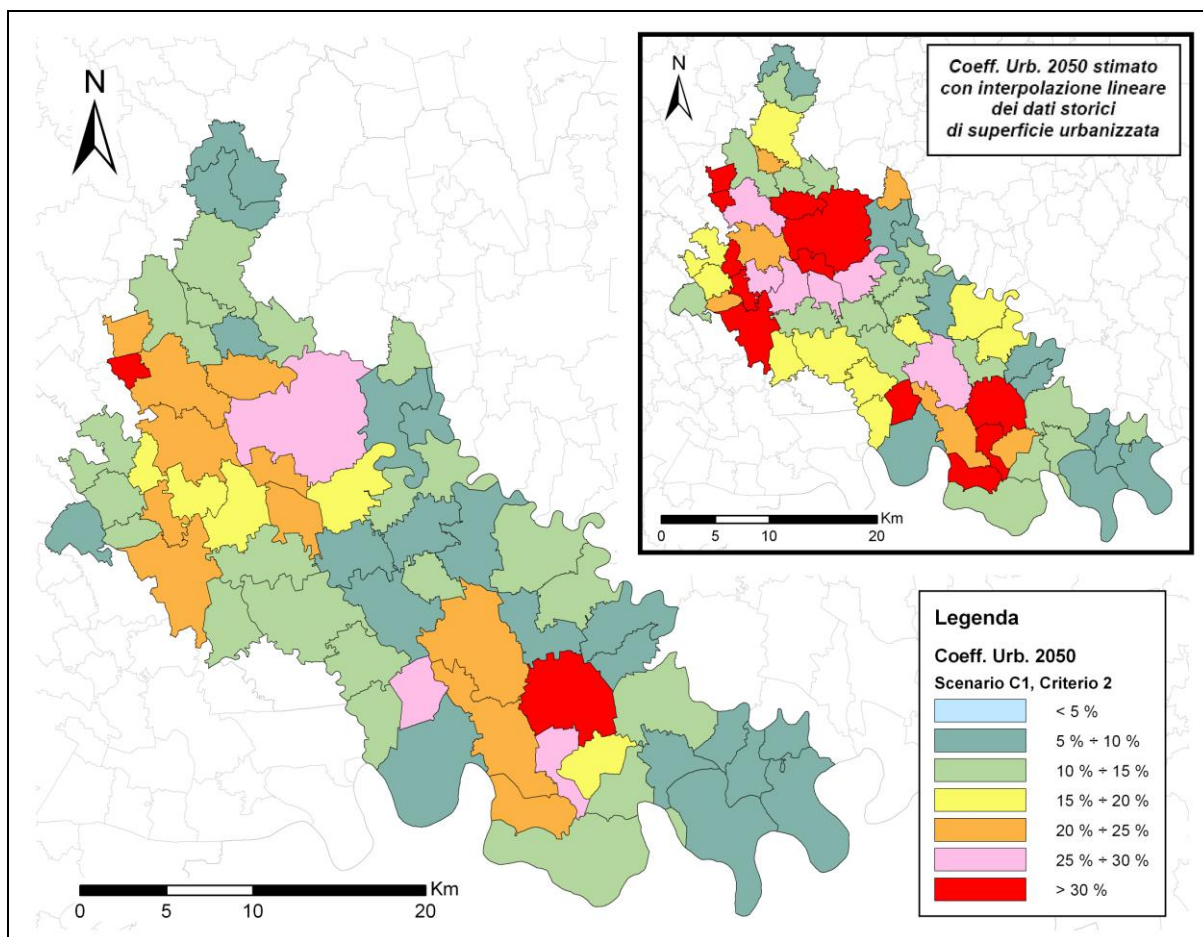 N
N
Coeff. Urb. 2050 stimato
con interpolazione lineare
dei dati storici
di superficie urbanizzata
Km
0 5 10 20
Legenda
Coeff. Urb. 2050
Scenario C1, Criterio 2
< 5 %
5 % ÷ 10 %
10 % ÷ 15 %
15 % ÷ 20 %
20 % ÷ 25 %
25 % ÷ 30 %
> 30 %
Km
0 5 10 20